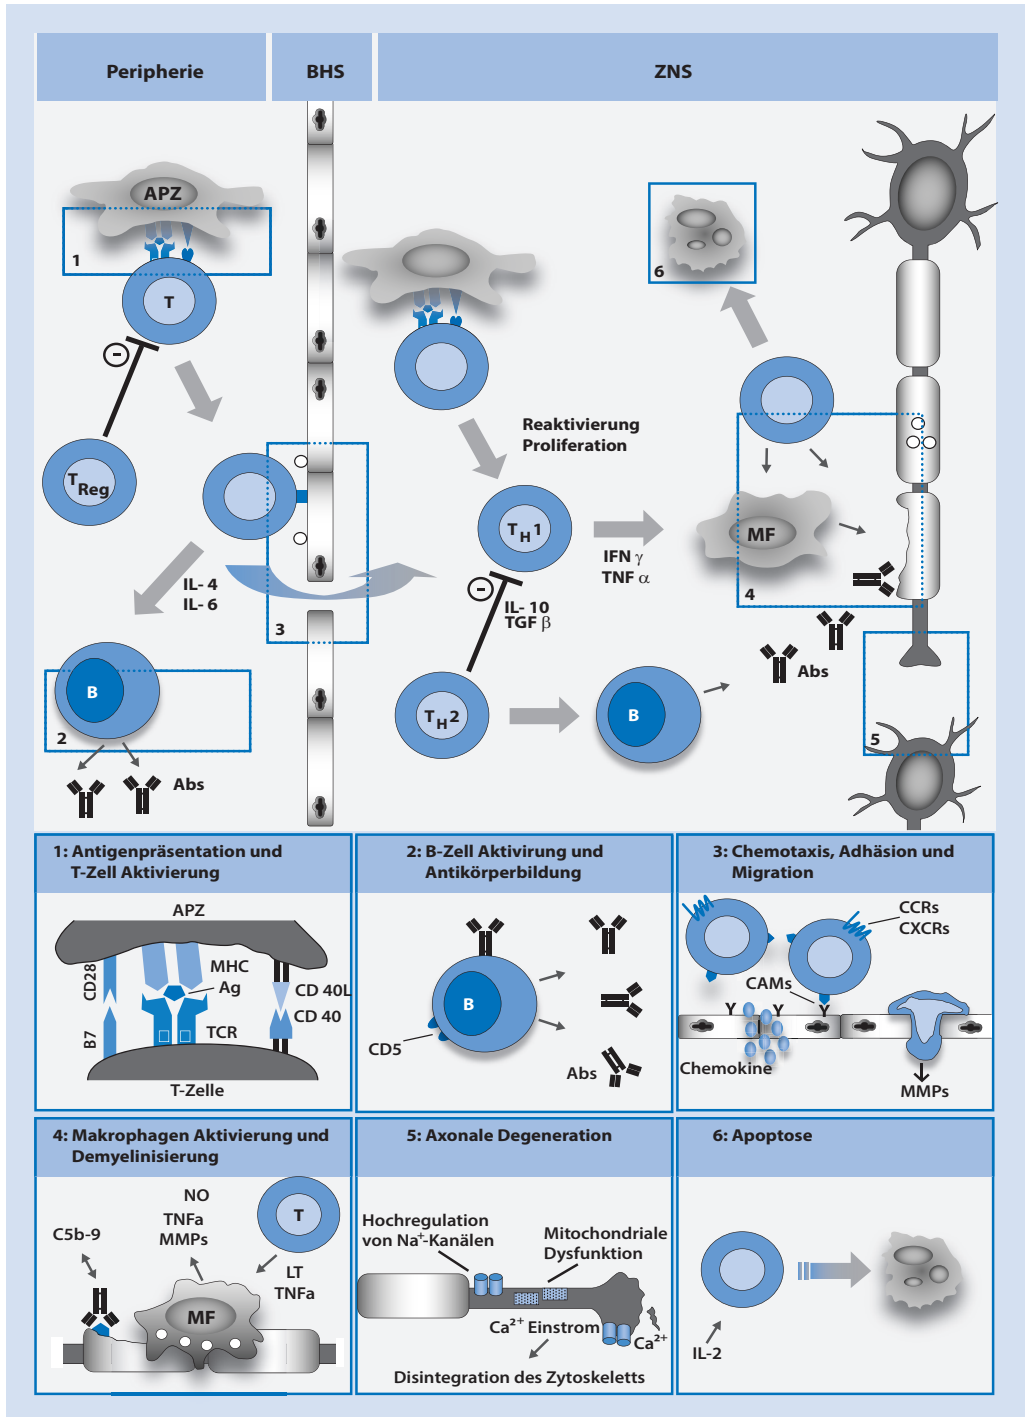 Peripherie
BHS
ZNS
APZ
1
T
-
T Reg
IL- 4
IL- 6
3
B
2
Abs
6
Reaktivierung
Proliferation
TH1
IFN γ
TNF α
-
IL- 10
TGF β
TH2
B
MF
4
Abs
5
1: Antigenpräsentation und
T-Zell Aktivierung
APZ
CD28
B7
MHC
Ag
TCR
CD 40L
CD 40
T-Zelle
2: B-Zell Aktivirung und
Antikörperbildung
B
CD5
Abs
3: Chemotaxis, Adhäsion und
Migration
CCRs
CXCRs
CAMs
Y Y Y
Chemokine
MMPs
4: Makrophagen Aktivierung und
Demyelinisierung
NO
TNFa
MMPs
C5b-9
T
LT
TNFa
MF
5: Axonale Degeneration
Hochregulation
von Na+-Kanälen
Mitochondriale
Dysfunktion
Ca2+ Einstrom
Ca2+
Disintegration des Zytoskeletts
6: Apoptose
IL-2